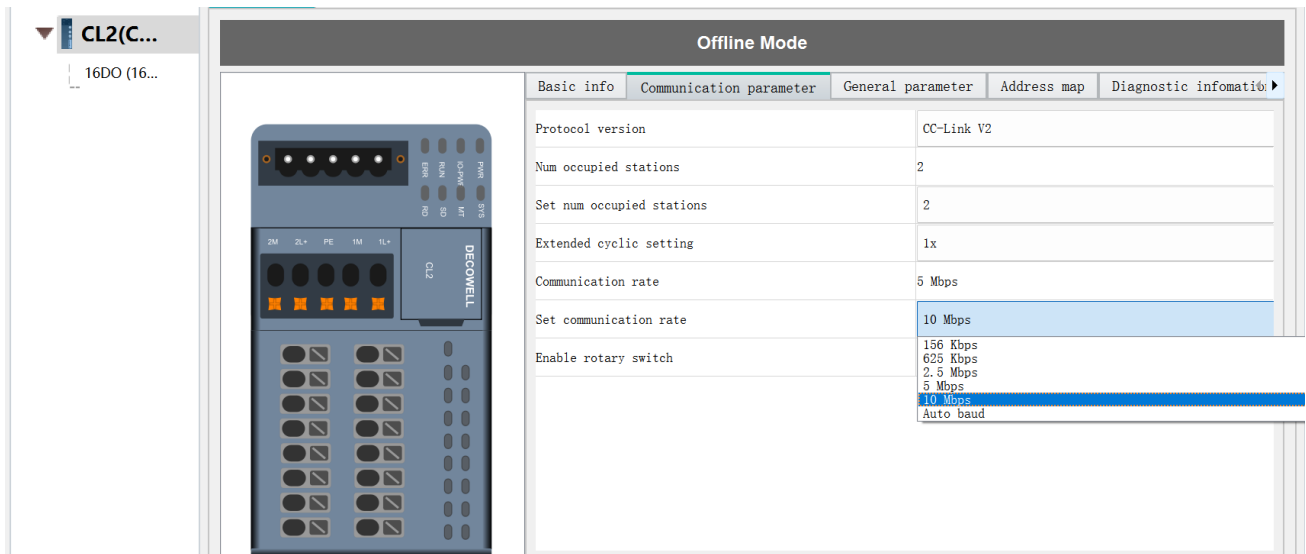 CL2(C...
16DO (16...
Offline Mode
Basic info
Communication parameter
General parameter
Address map
Diagnostic infomation
Protocol version
CC-Link V2
Num occupied stations
2
Set num occupied stations
2
Extended cyclic setting
1x
Communication rate
5 Mbps
Set communication rate
10 Mbps
Enable rotary switch
156 Kbps
625 Kbps
2.5 Mbps
5 Mbps
10 Mbps
Auto baud
ERR
RUN
IO-PWR
PWR
RD
SD
MT
SYS
2M 2L+ PE 1M 1L+
CL2
DECOWELL